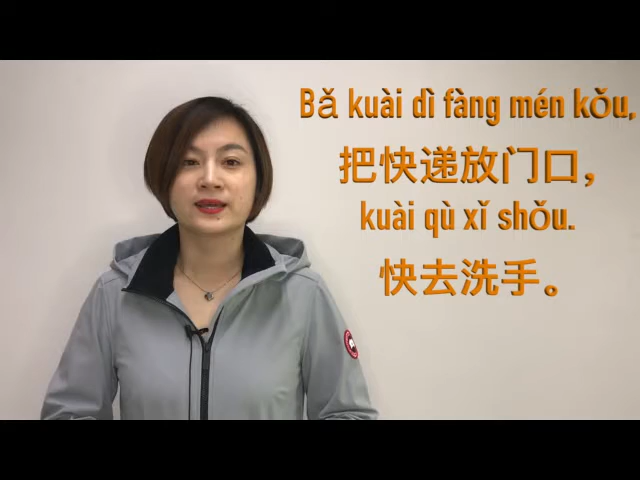 Bǎ kuài dì fàng mén kǒu,
把快递放门口，
kuài qù xǐ shǒu.
快去洗手。